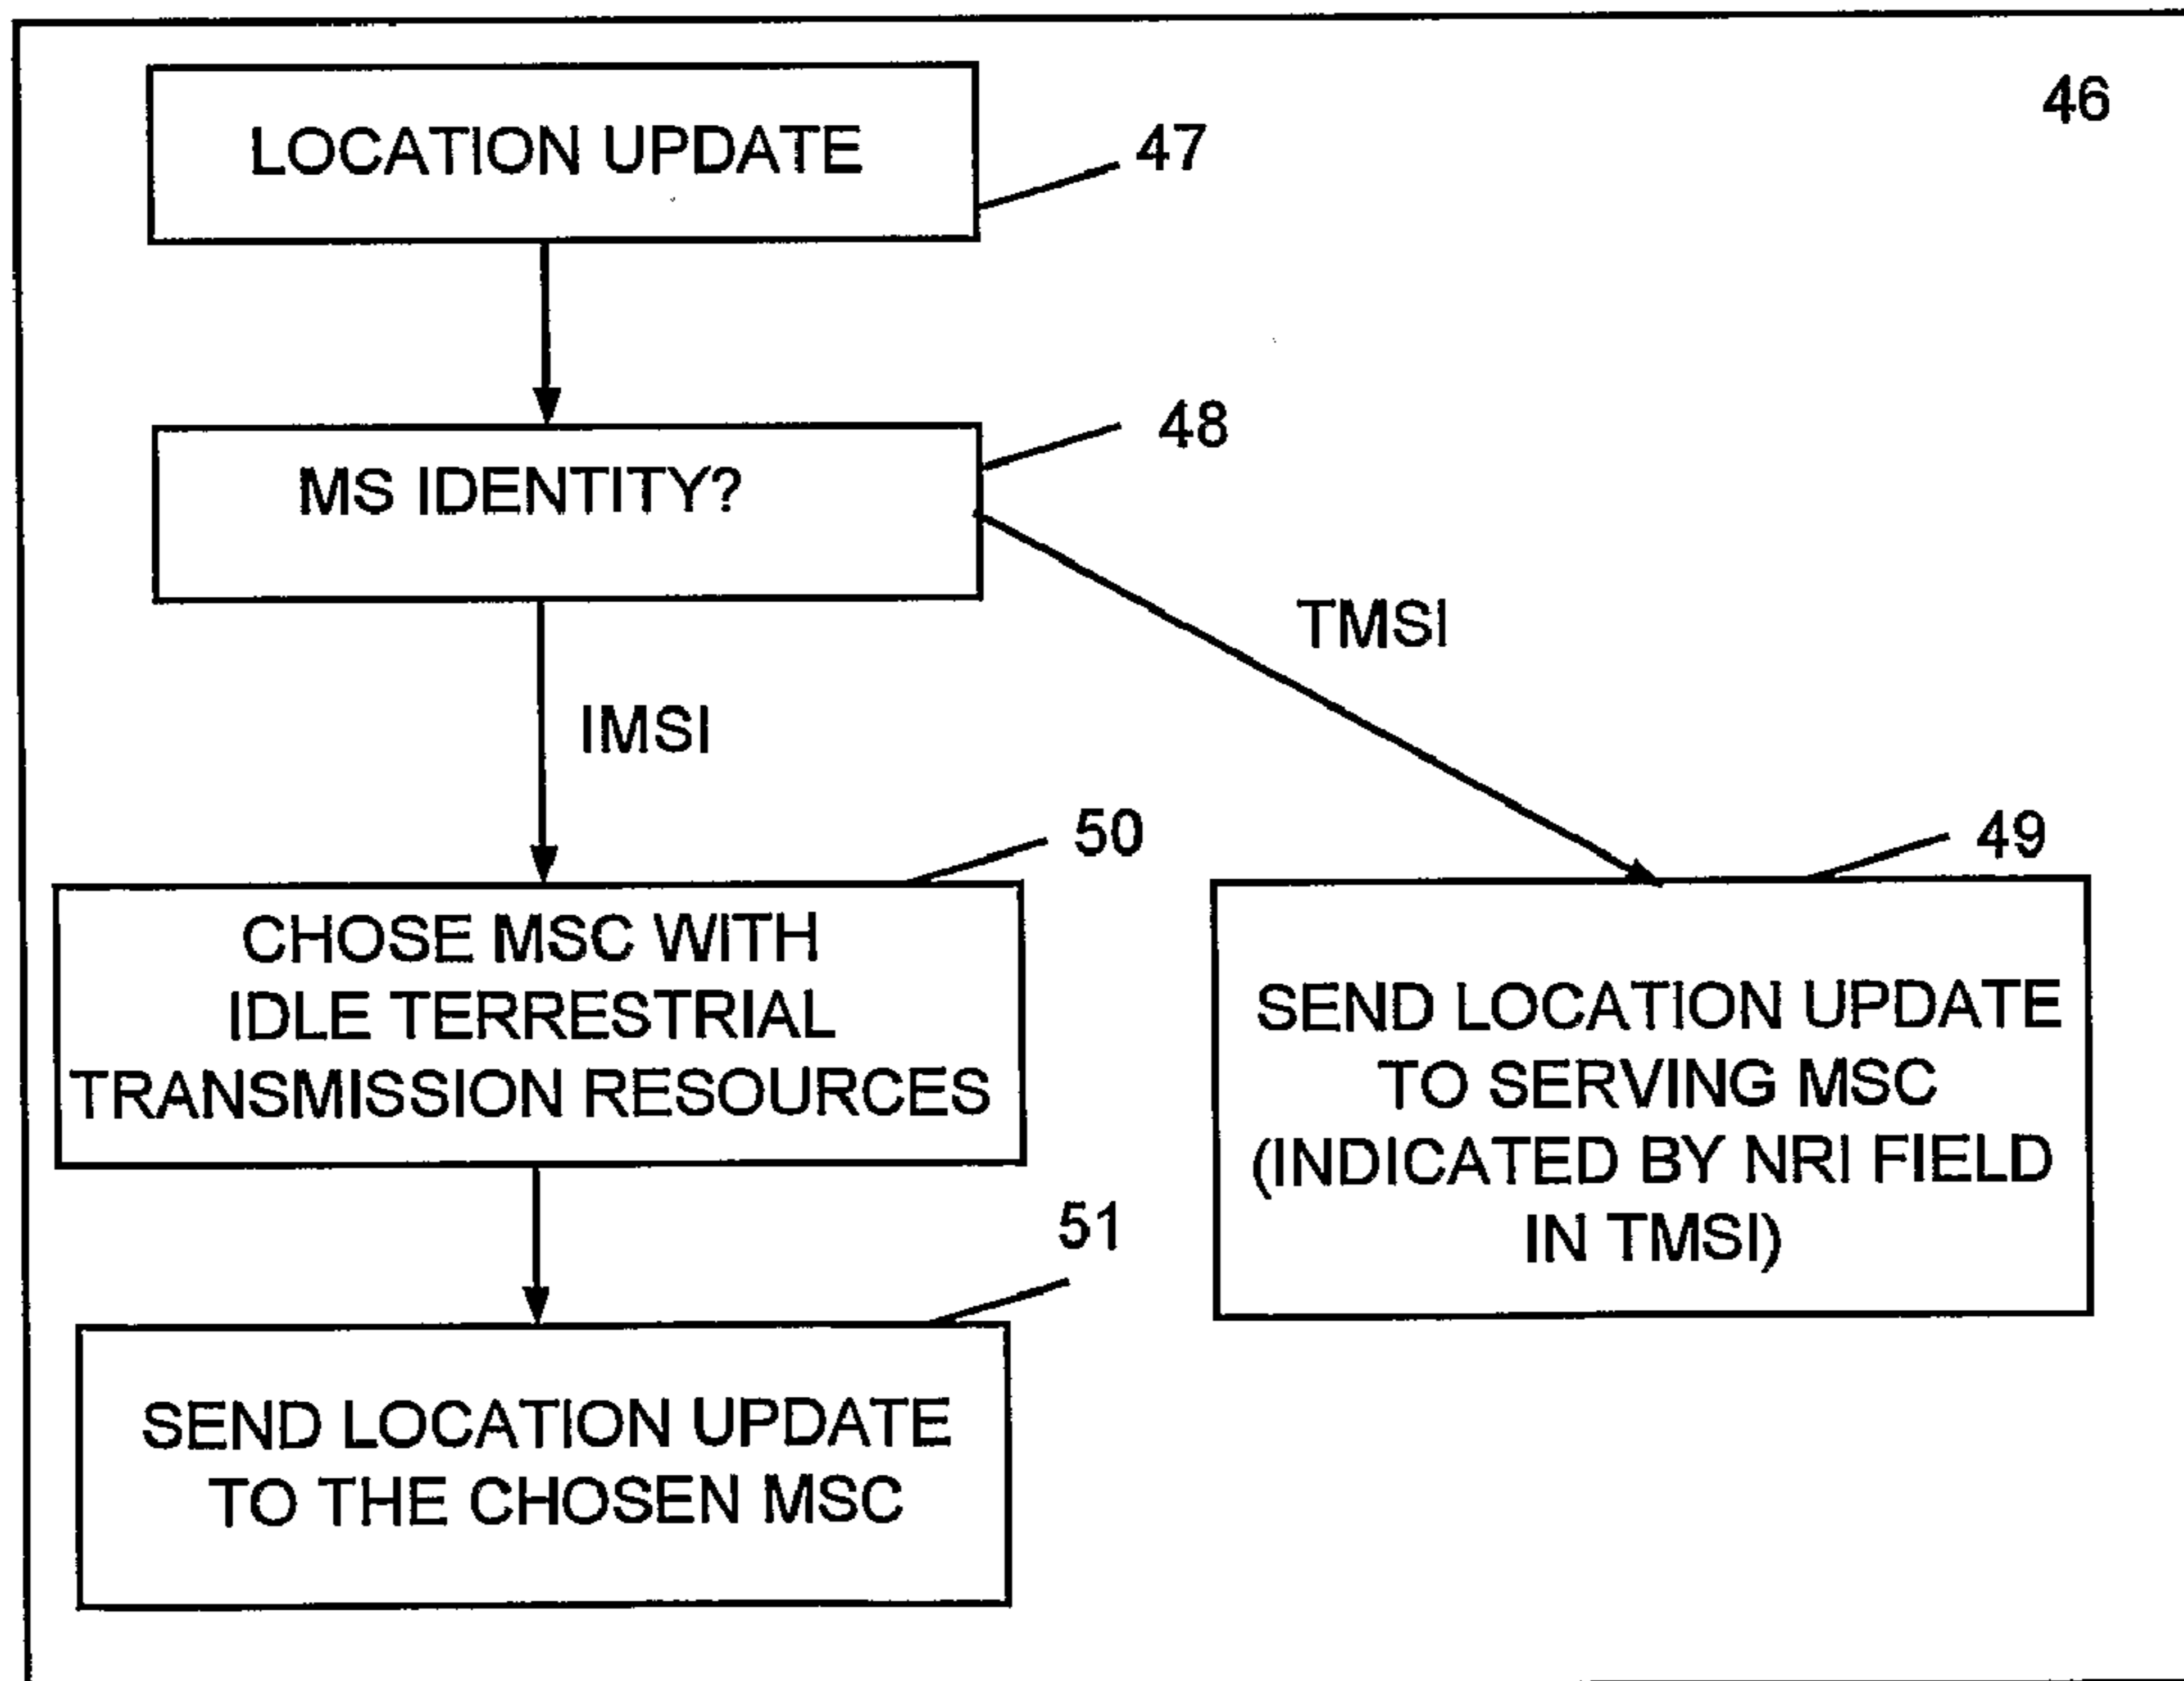 46
LOCATION UPDATE
47
MS IDENTITY?
48
TMSI
IMSI
50
CHOSE MSC WITH
IDLE TERRESTRIAL
TRANSMISSION RESOURCES
49
SEND LOCATION UPDATE
TO SERVING MSC
(INDICATED BY NRI FIELD
IN TMSI)
51
SEND LOCATION UPDATE
TO THE CHOSEN MSC